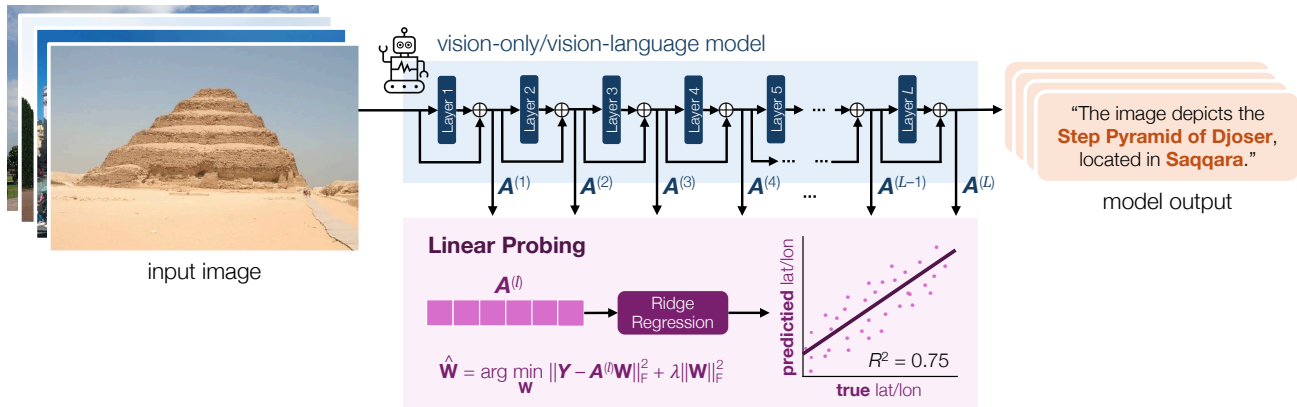 vision-only/vision-language model
Layer 1
Layer 2
Layer 3
Layer 4
Layer 5
...
Layer L
... ...
A(1)
A(2)
A(3)
A(4)
...
A(L−1)
A(L)
"The image depicts the
Step Pyramid of Djoser,
located in Saqqara."
model output
input image
Linear Probing
A(l)
Ridge
Regression
Ŵ = arg min ||Y − A(l)W||²F + λ||W||²F
W
predictied lat/lon
R² = 0.75
true lat/lon